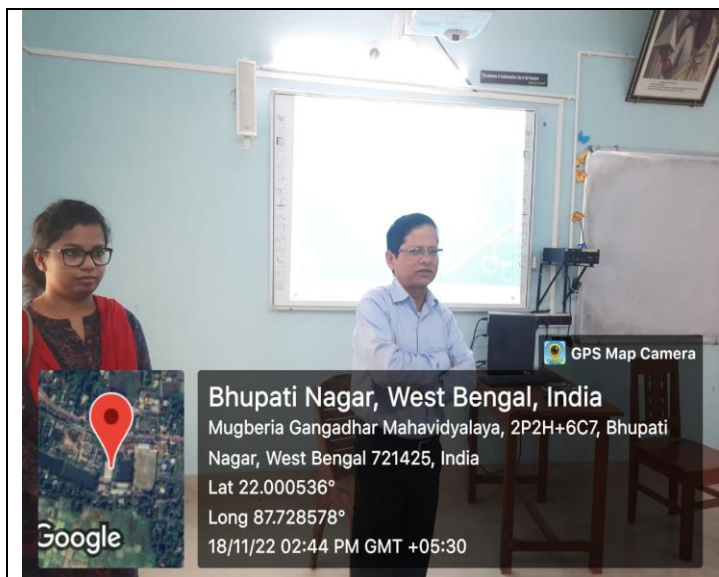 GPS Map Camera
Bhupati Nagar, West Bengal, India
Mugberia Gangadhar Mahavidyalaya, 2P2H+6C7, Bhupati
Nagar, West Bengal 721425, India
Lat 22.000536°
Long 87.728578°
18/11/22 02:44 PM GMT +05:30
Google